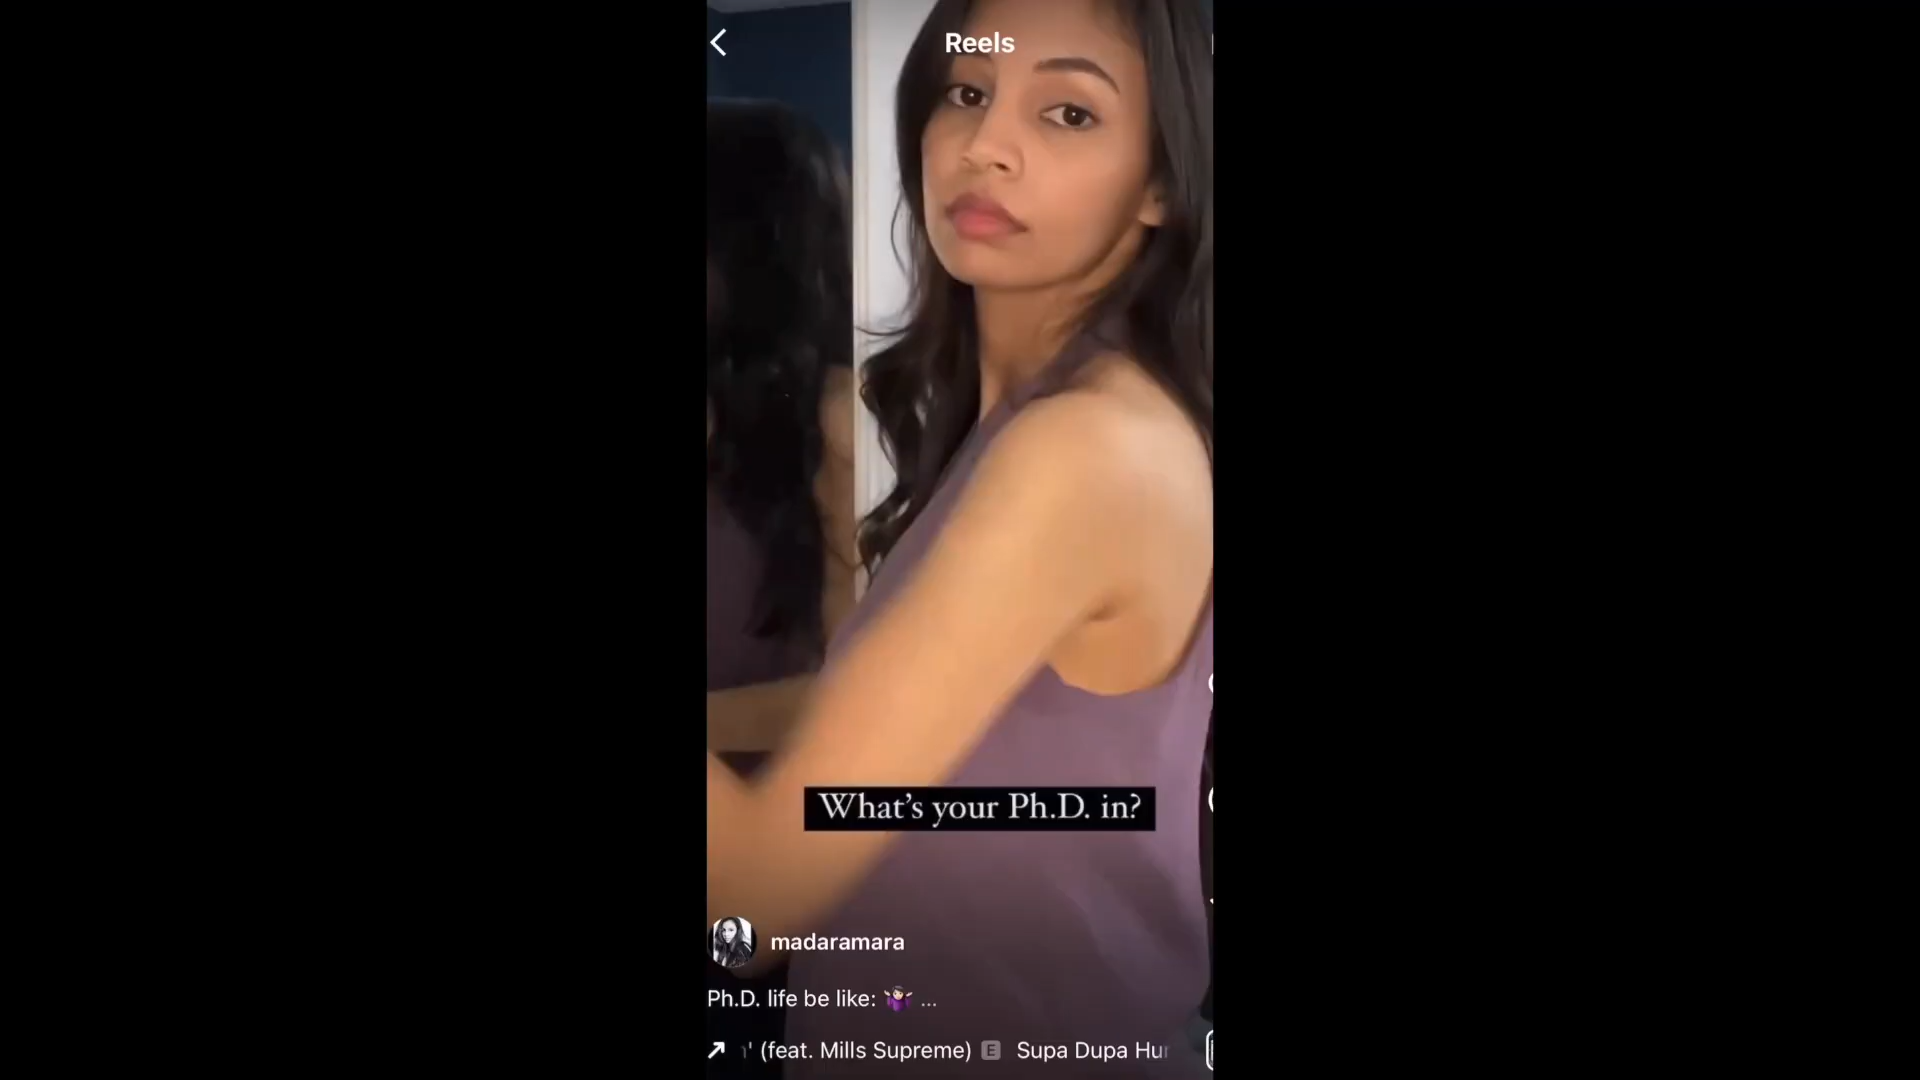 Reels
What's your Ph.D. in?
madaramara
Ph.D. life be like: 🤷🏻‍♀️ ...
' (feat. Mills Supreme) E Supa Dupa